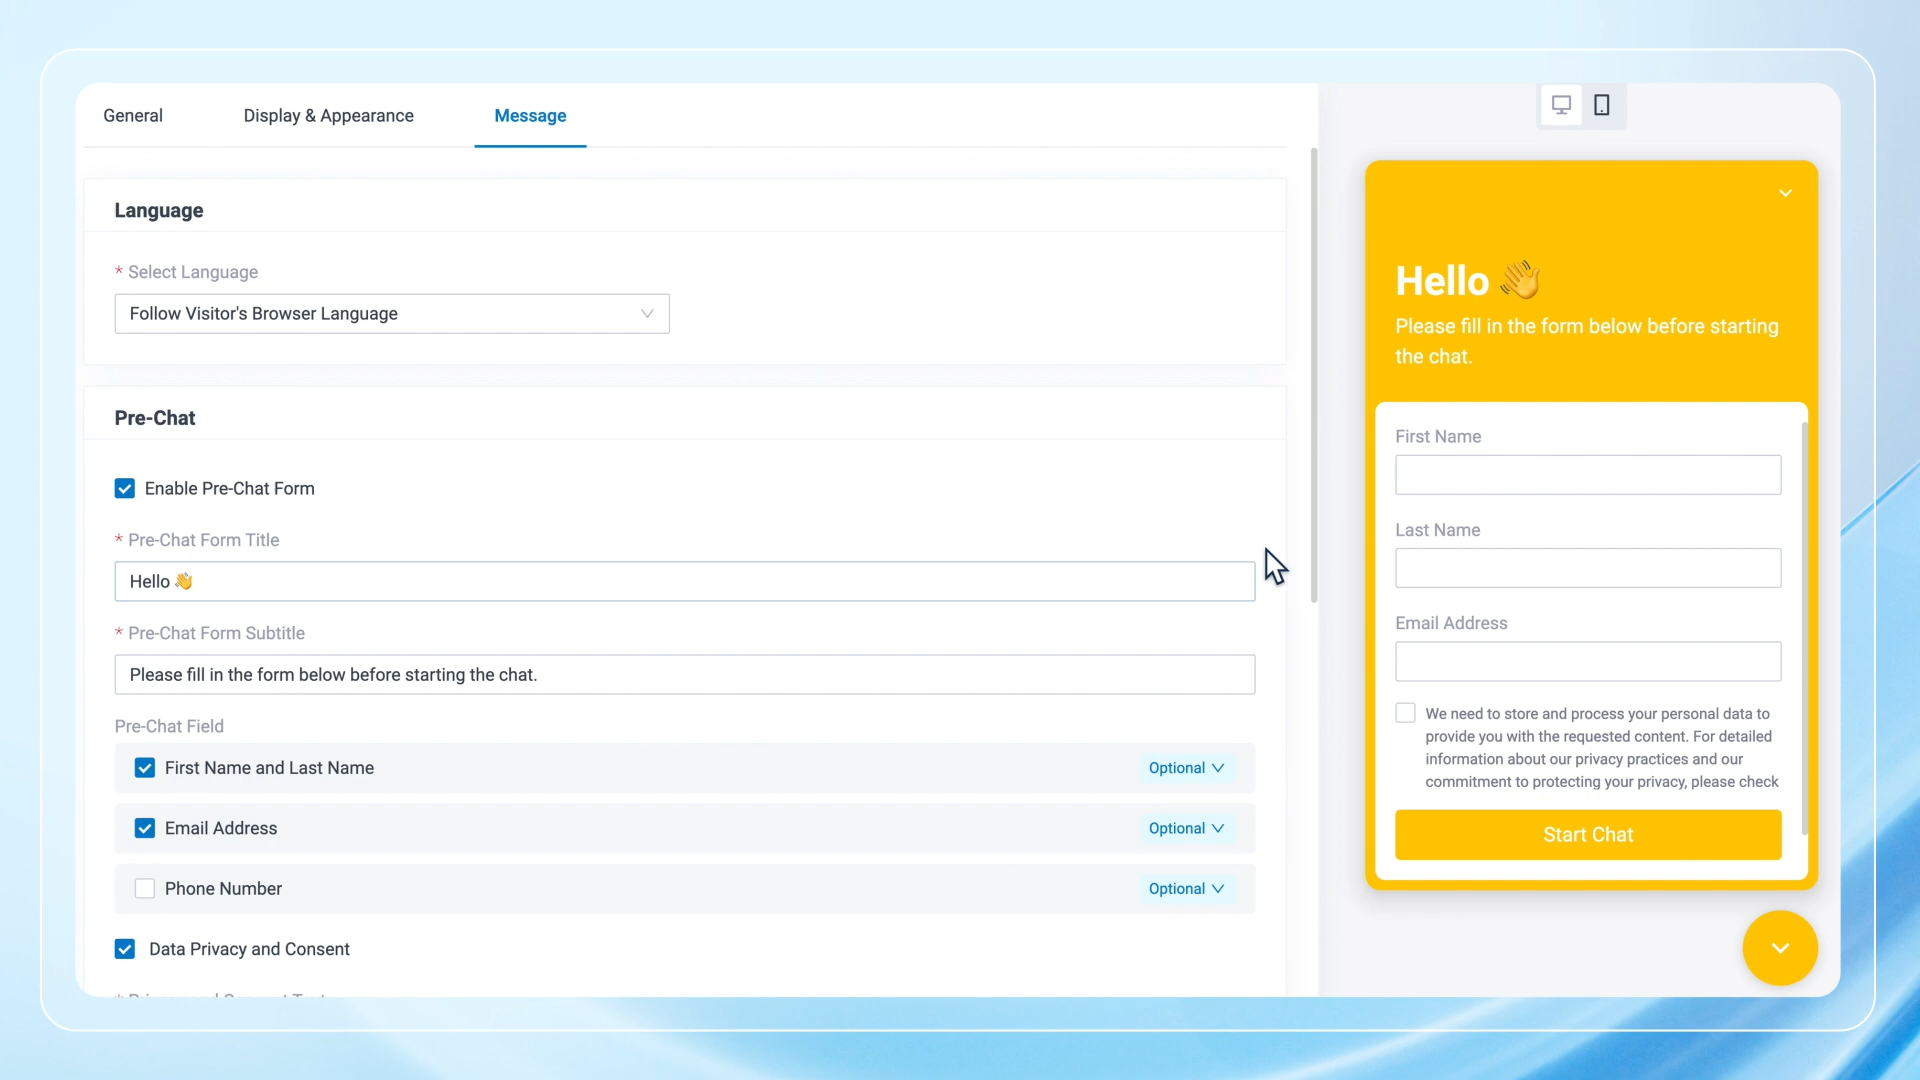 General
Display & Appearance
Message
Language
* Select Language
Follow Visitor's Browser Language
Pre-Chat
Enable Pre-Chat Form
* Pre-Chat Form Title
Hello 👋
* Pre-Chat Form Subtitle
Please fill in the form below before starting the chat.
Pre-Chat Field
First Name and Last Name
Optional
Email Address
Optional
Phone Number
Optional
Data Privacy and Consent
Hello 👋
Please fill in the form below before starting
the chat.
First Name
Last Name
Email Address
We need to store and process your personal data to
provide you with the requested content. For detailed
information about our privacy practices and our
commitment to protecting your privacy, please check
Start Chat